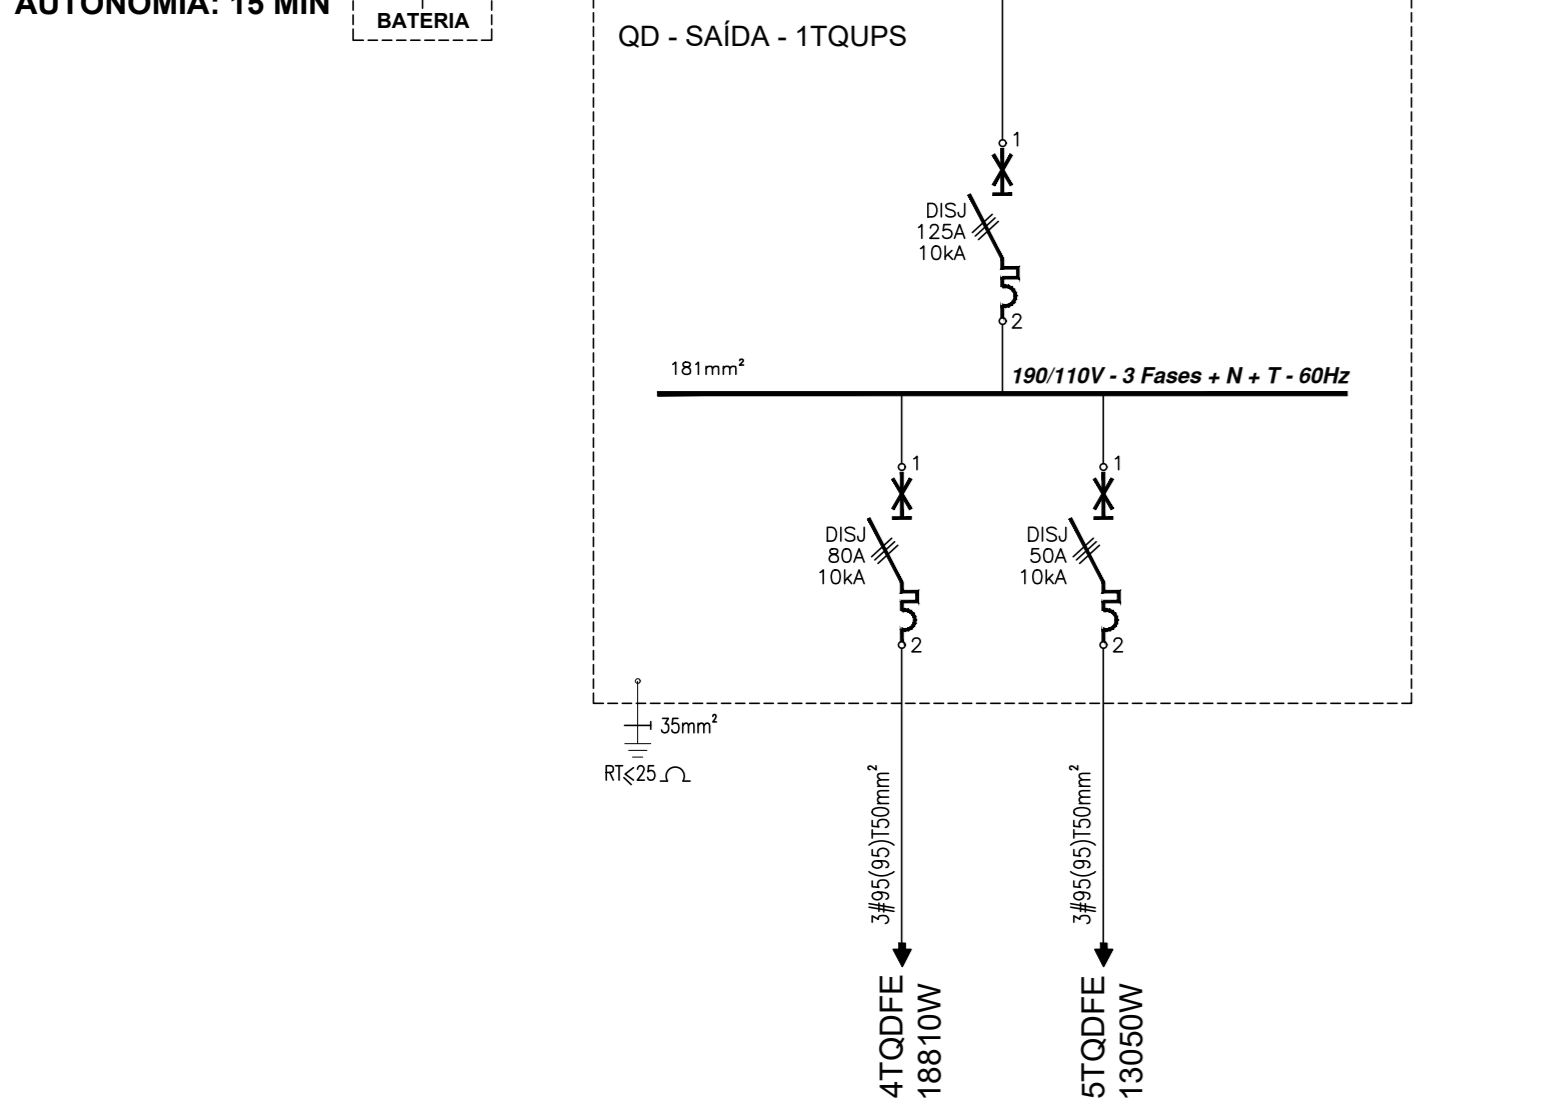 AUTONOMIA: 15 MIN
BATERIA
QD - SAÍDA - 1TQUPS
1
DISJ
125A
10kA
2
181mm²
190/110V - 3 Fases + N + T - 60Hz
1
DISJ
80A
10kA
2
1
DISJ
50A
10kA
2
35mm²
RT≤25Ω
3#95(95)T50mm²
3#95(95)T50mm²
4TQDFE
18810W
5TQDFE
13050W